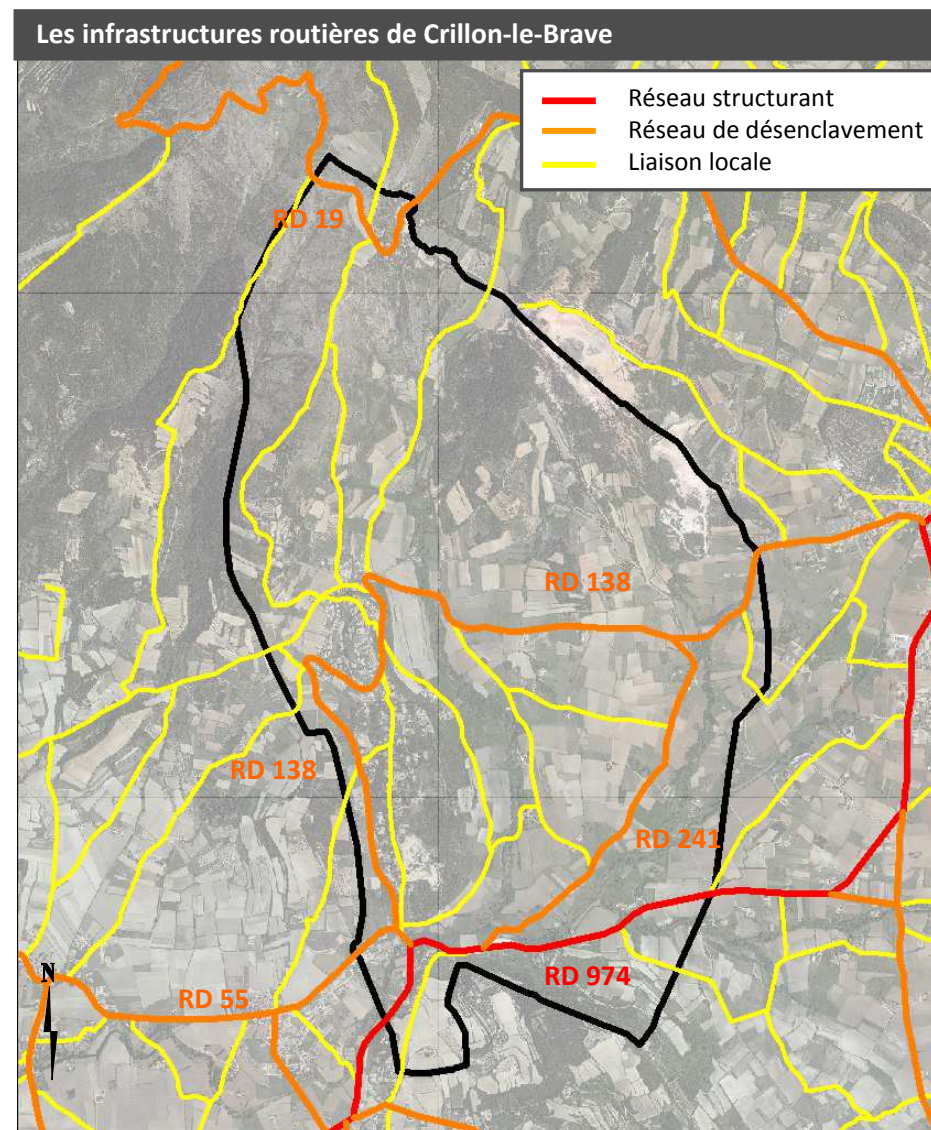 Les infrastructures routières de Crillon-le-Brave
Réseau structurant
Réseau de désenclavement
Liaison locale
RD 19
RD 138
RD 138
RD 241
RD 974
RD 55
N